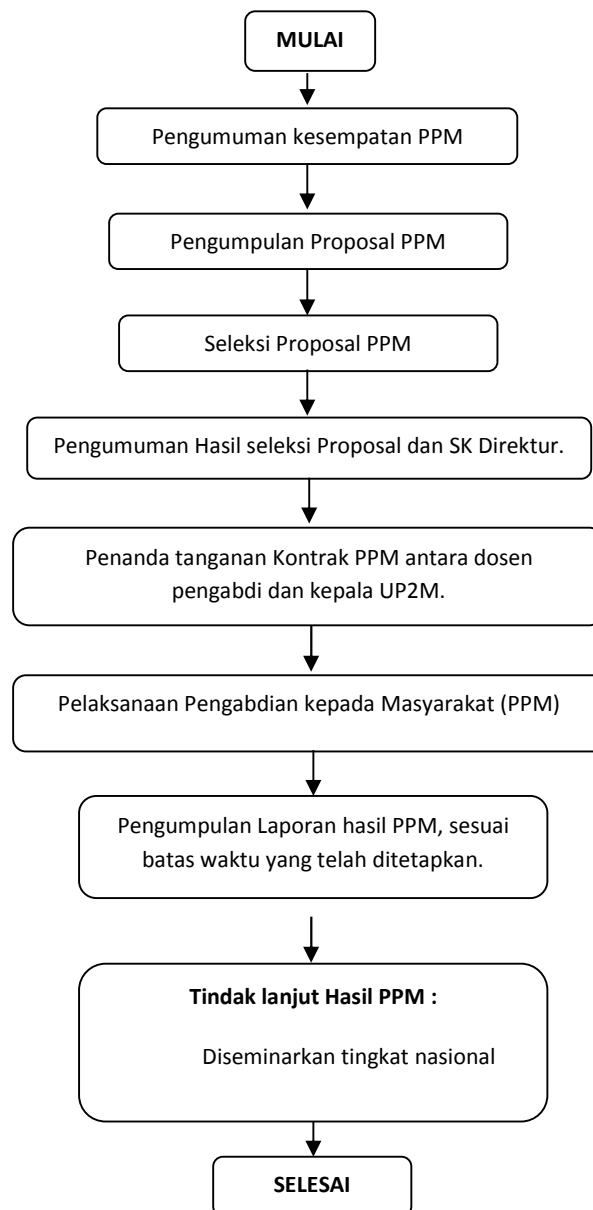 MULAI
Pengumuman kesempatan PPM
Pengumpulan Proposal PPM
Seleksi Proposal PPM
Pengumuman Hasil seleksi Proposal dan SK Direktur.
Penanda tanganan Kontrak PPM antara dosen
pengabdi dan kepala UP2M.
Pelaksanaan Pengabdian kepada Masyarakat (PPM)
Pengumpulan Laporan hasil PPM, sesuai
batas waktu yang telah ditetapkan.
Tindak lanjut Hasil PPM :
Diseminarkan tingkat nasional
SELESAI